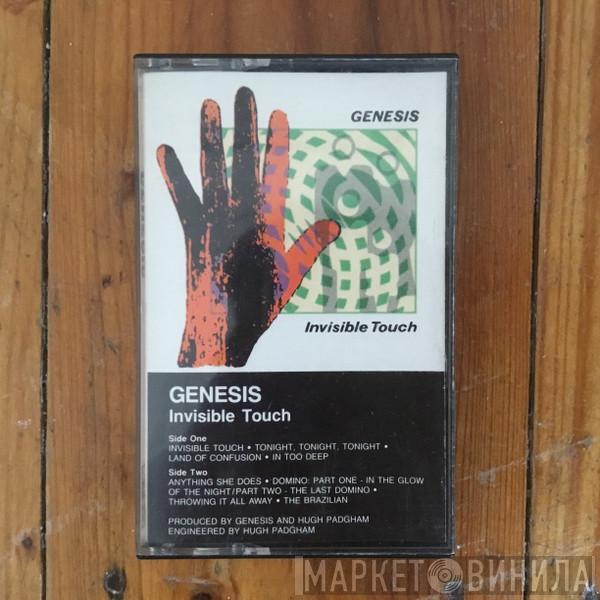 GENESIS
Invisible Touch
GENESIS
Invisible Touch
Side One
INVISIBLE TOUCH • TONIGHT, TONIGHT, TONIGHT •
LAND OF CONFUSION • IN TOO DEEP
Side Two
ANYTHING SHE DOES • DOMINO: PART ONE - IN THE GLOW
OF THE NIGHT/PART TWO - THE LAST DOMINO •
THROWING IT ALL AWAY • THE BRAZILIAN
PRODUCED BY GENESIS AND HUGH PADGHAM
ENGINEERED BY HUGH PADGHAM
МАРКЕТ ВИНИЛА